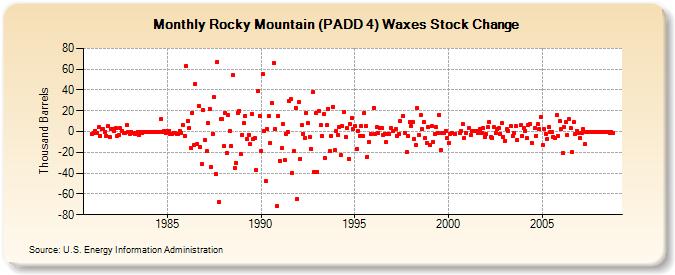 Monthly Rocky Mountain (PADD 4) Waxes Stock Change
Thousand Barrels
80
60
40
20
0
-20
-40
-60
-80
1985 1990 1995 2000 2005
Source: U.S. Energy Information Administration